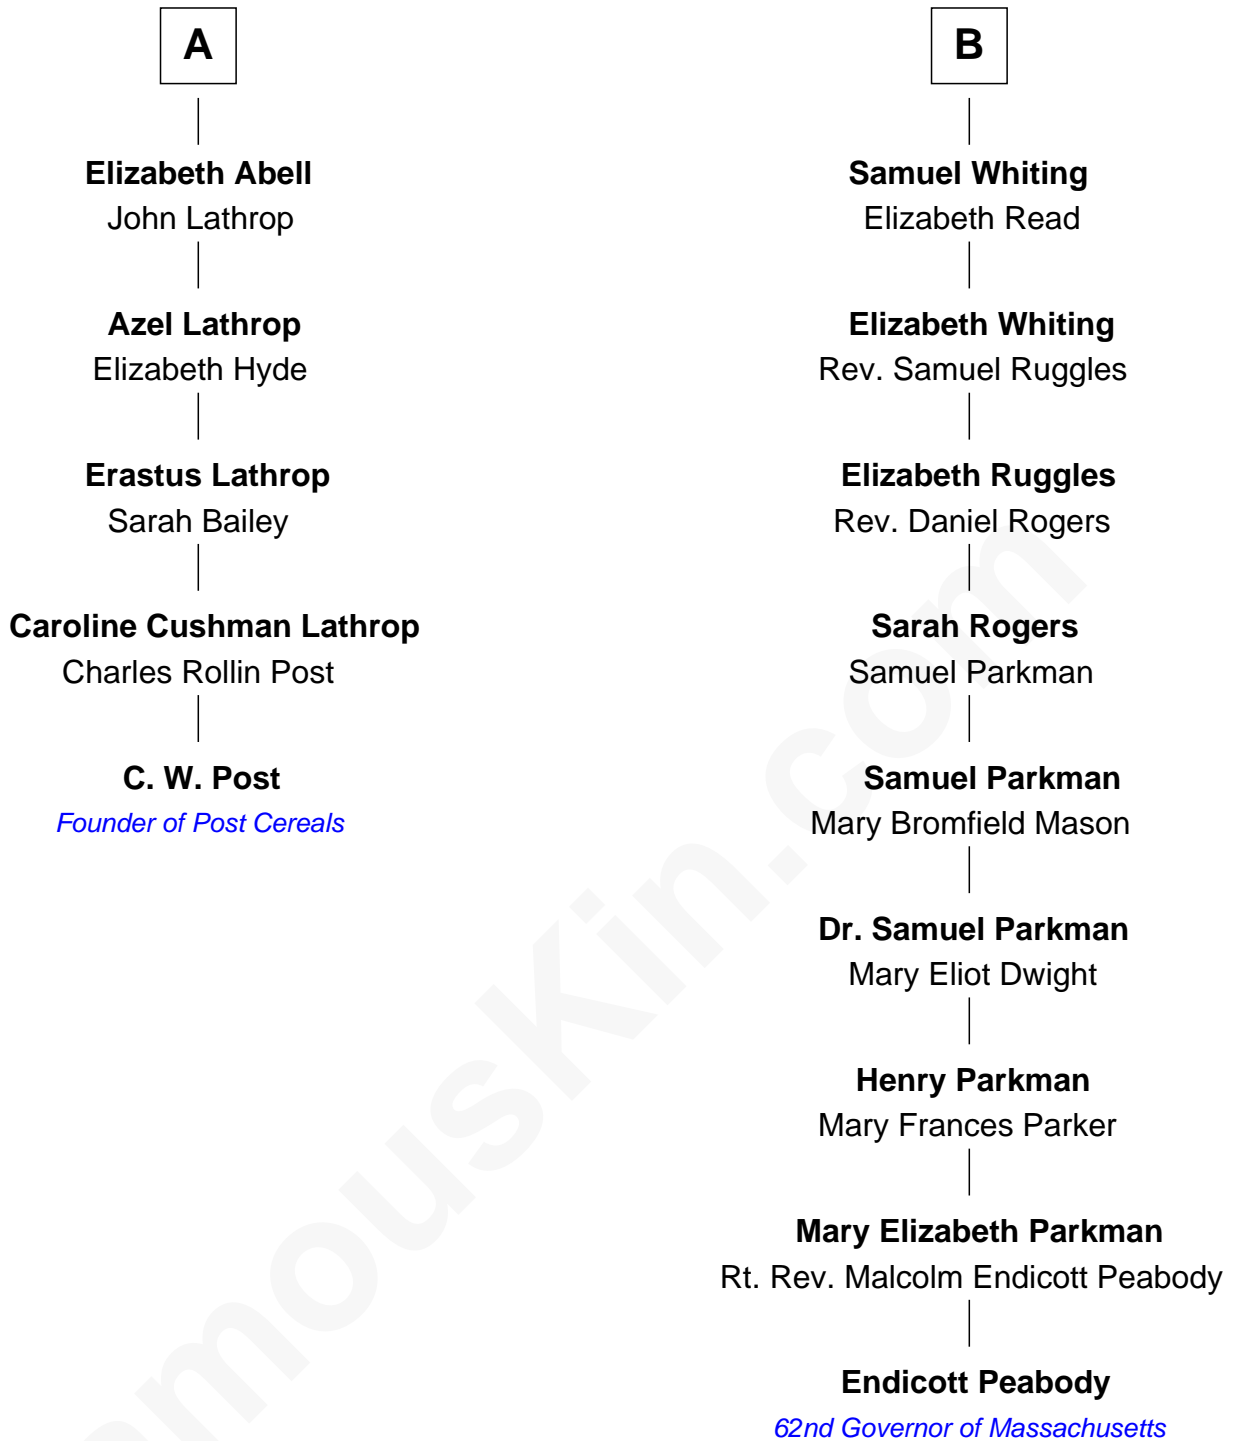 A
Elizabeth Abell
John Lathrop
Azel Lathrop
Elizabeth Hyde
Erastus Lathrop
Sarah Bailey
Caroline Cushman Lathrop
Charles Rollin Post
C. W. Post
Founder of Post Cereals
B
Samuel Whiting
Elizabeth Read
Elizabeth Whiting
Rev. Samuel Ruggles
Elizabeth Ruggles
Rev. Daniel Rogers
Sarah Rogers
Samuel Parkman
Samuel Parkman
Mary Bromfield Mason
Dr. Samuel Parkman
Mary Eliot Dwight
Henry Parkman
Mary Frances Parker
Mary Elizabeth Parkman
Rt. Rev. Malcolm Endicott Peabody
Endicott Peabody
62nd Governor of Massachusetts
amouskin.com